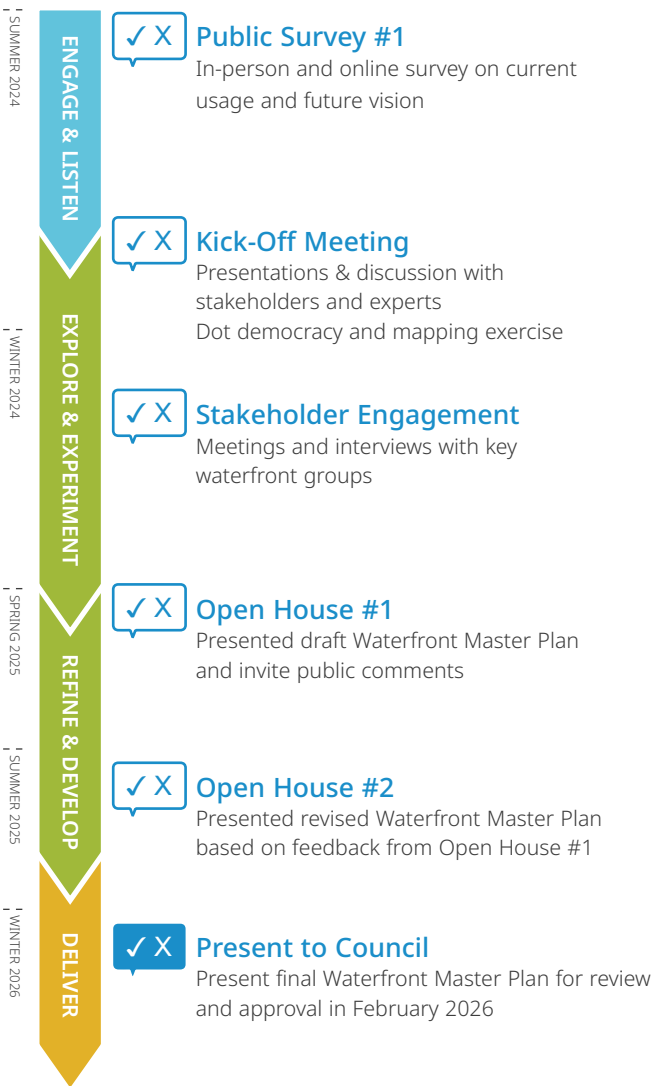 SUMMER 2024
ENGAGE & LISTEN
✓ X
Public Survey #1
In-person and online survey on current
usage and future vision
✓ X
Kick-Off Meeting
Presentations & discussion with
stakeholders and experts
Dot democracy and mapping exercise
WINTER 2024
EXPLORE & EXPERIMENT
✓ X
Stakeholder Engagement
Meetings and interviews with key
waterfront groups
SPRING 2025
✓ X
Open House #1
Presented draft Waterfront Master Plan
and invite public comments
REFINE & DEVELOP
SUMMER 2025
✓ X
Open House #2
Presented revised Waterfront Master Plan
based on feedback from Open House #1
WINTER 2026
DELIVER
✓ X
Present to Council
Present final Waterfront Master Plan for review
and approval in February 2026